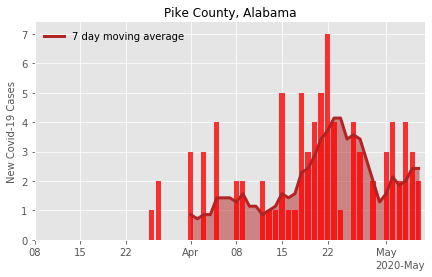 Pike County, Alabama
7 day moving average
New Covid-19 Cases
7
6
5
4
3
2
1
0
08 15 22 Apr 08 15 22 May
2020-May